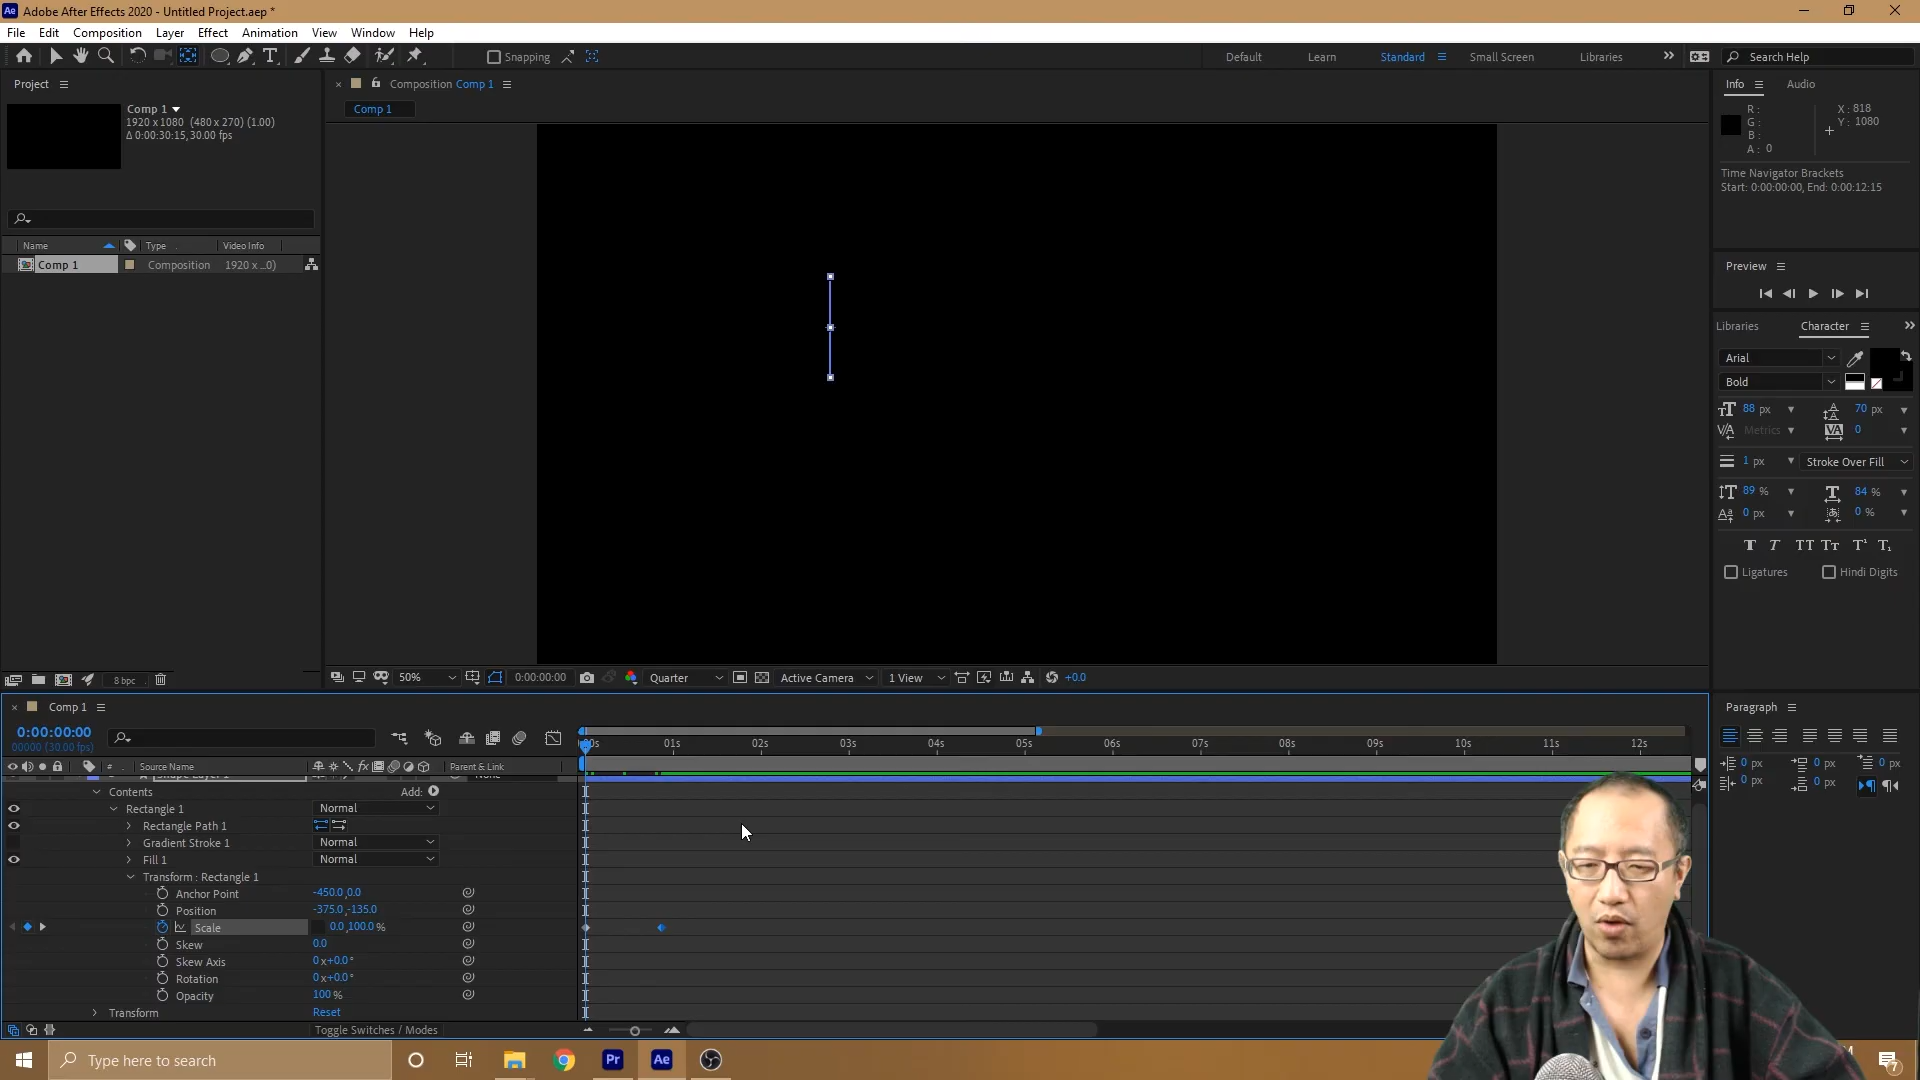 Ae Adobe After Effects 2020 - Untitled Project.aep *
File Edit Composition Layer Effect Animation View Window Help
Snapping
Default Learn Standard Small Screen Libraries
Search Help
Project
Comp 1
1920 x 1080 (480 x 270) (1.00)
Δ 0:00:30:15, 30.00 fps
Name Type Video Info
Comp 1 Composition 1920 x ...0)
8 bpc
Composition Comp 1
Comp 1
50% 0:00:00:00 Quarter Active Camera 1 View +0.0
Info Audio
R :
G :
B :
A : 0
X : 818
Y : 1080
Time Navigator Brackets
Start: 0:00:00:00, End: 0:00:12:15
Preview
Libraries Character
Arial
Bold
88 px 70 px
Metrics 0
1 px Stroke Over Fill
89 % 84 %
0 px 0 %
T T TT Tr T¹ T₁
Ligatures Hindi Digits
Paragraph
0 px 0 px 0 px
0 px 0 px
Comp 1
0:00:00:00
00000 (30.00 fps)
00s 01s 02s 03s 04s 05s 06s 07s 08s 09s 10s 11s 12s
# Source Name Parent & Link
Contents Add:
Rectangle 1 Normal
Rectangle Path 1
Gradient Stroke 1 Normal
Fill 1 Normal
Transform : Rectangle 1
Anchor Point -450.0,0.0
Position -375.0,-135.0
Scale 0.0,100.0 %
Skew 0.0
Skew Axis 0x+0.0°
Rotation 0x+0.0°
Opacity 100 %
Transform Reset
Toggle Switches / Modes
Type here to search
Pr Ae
7